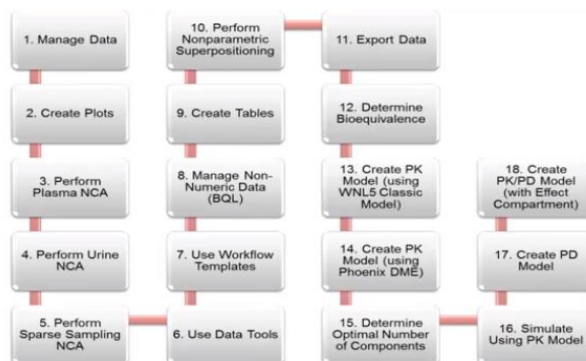 1. Manage Data
2. Create Plots
3. Perform
Plasma NCA
4. Perform Urine
NCA
5. Perform
Sparse Sampling
NCA
6. Use Data Tools
7. Use Workflow
Templates
8. Manage Non-
Numeric Data
(BQL)
9. Create Tables
10. Perform
Nonparametric
Superpositioning
11. Export Data
12. Determine
Bioequivalence
13. Create PK
Model (using
WNL5 Classic
Model)
14. Create PK
Model (using
Phoenix DME)
15. Determine
Optimal Number
of Components
16. Simulate
Using PK Model
17. Create PD
Model
18. Create
PK/PD Model
(with Effect
Compartment)